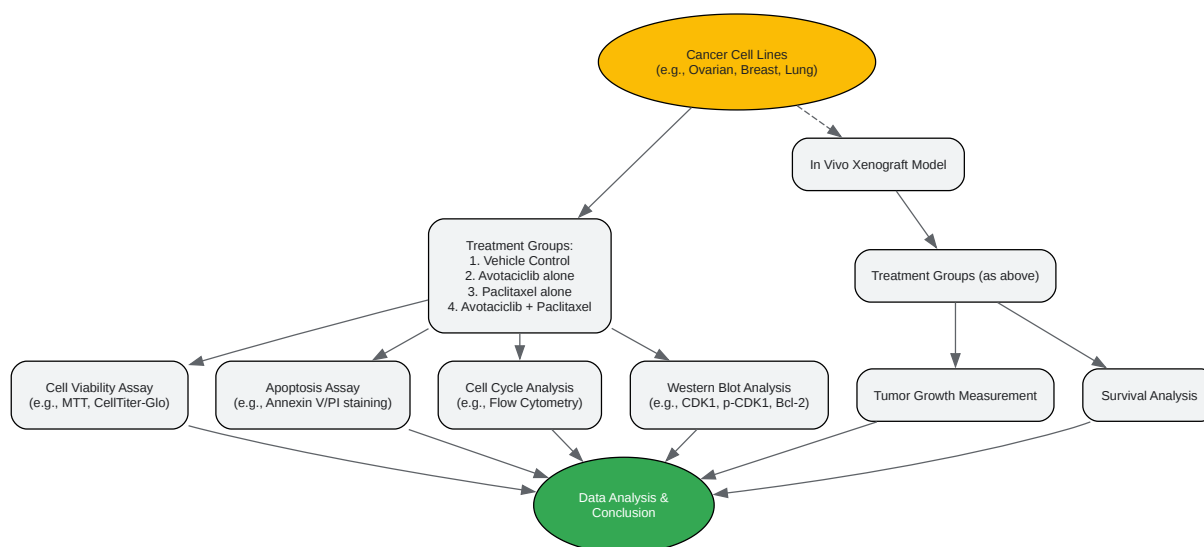 Cancer Cell Lines
(e.g., Ovarian, Breast, Lung)
In Vivo Xenograft Model
Treatment Groups:
1. Vehicle Control
2. Avotaciclib alone
3. Paclitaxel alone
4. Avotaciclib + Paclitaxel
Treatment Groups (as above)
Cell Viability Assay
(e.g., MTT, CellTiter-Glo)
Apoptosis Assay
(e.g., Annexin V/PI staining)
Cell Cycle Analysis
(e.g., Flow Cytometry)
Western Blot Analysis
(e.g., CDK1, p-CDK1, Bcl-2)
Tumor Growth Measurement
Survival Analysis
Data Analysis &
Conclusion